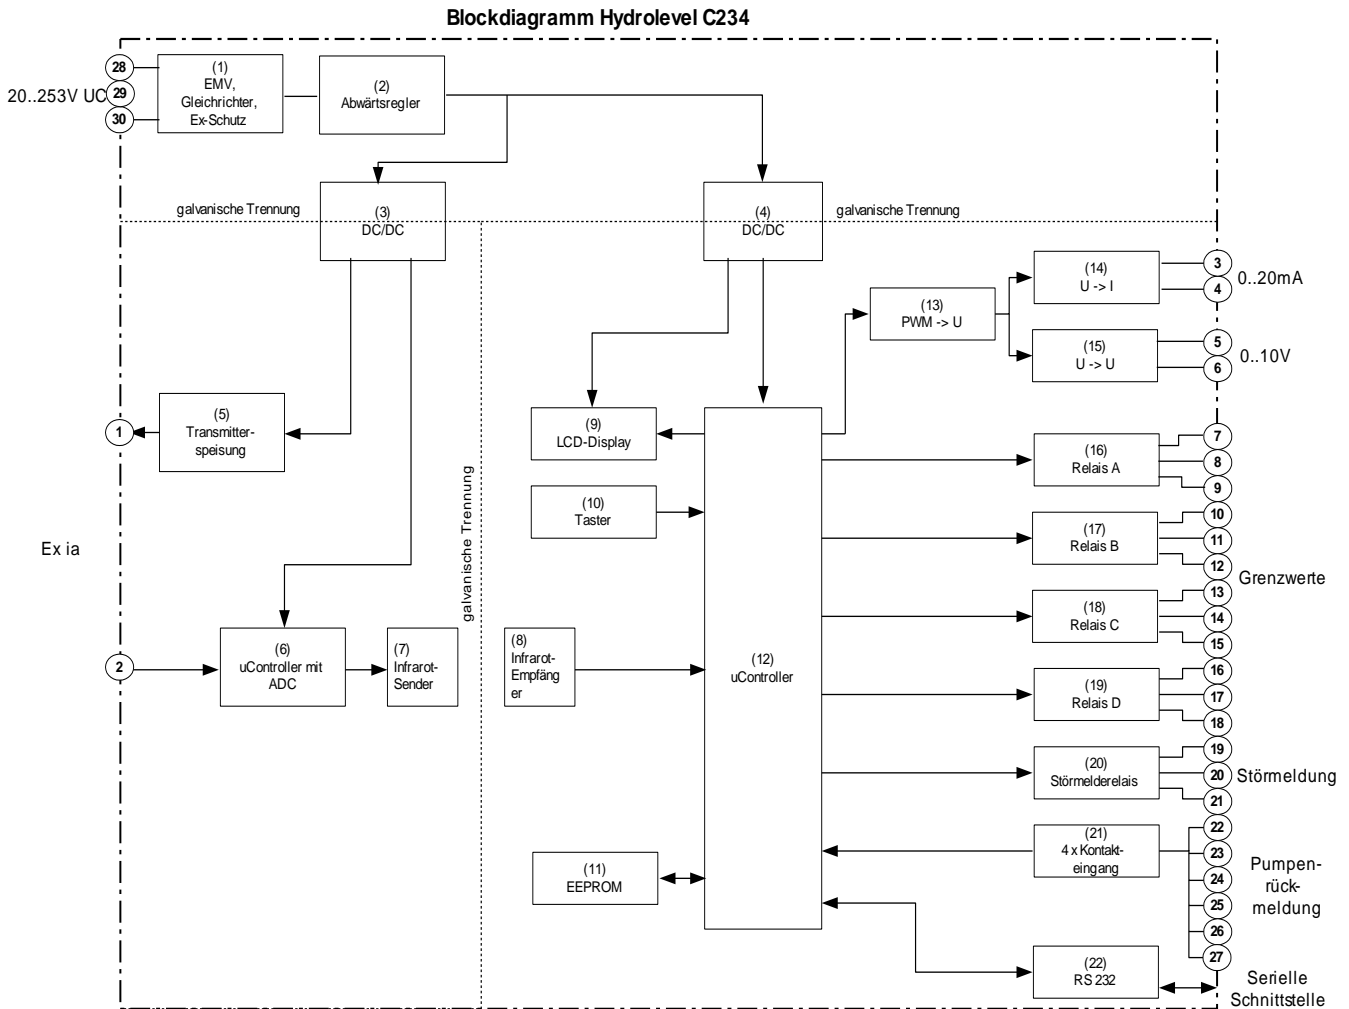 Blockdiagramm Hydrolevel C234
28
29
30
20..253V UC
(1)
EMV,
Gleichrichter,
Ex-Schutz
(2)
Abwärtsregler
galvanische Trennung
(3)
DC/DC
(4)
DC/DC
galvanische Trennung
(13)
PWM -> U
(14)
U -> I
3
4
0..20mA
(15)
U -> U
5
6
0..10V
1
(5)
Transmitter-
speisung
(9)
LCD-Display
(10)
Taster
galvanische Trennung
Ex ia
2
(6)
uController mit
ADC
(7)
Infrarot-
Sender
(8)
Infrarot-
Empfäng
er
(12)
uController
(11)
EEPROM
(16)
Relais A
7
8
9
(17)
Relais B
10
11
12
Grenzwerte
(18)
Relais C
13
14
15
(19)
Relais D
16
17
18
(20)
Störmelderelais
19
20
21
Störmeldung
(21)
4 x Kontakt-
eingang
22
23
24
25
26
27
Pumpen-
rück-
meldung
(22)
RS 232
Serielle
Schnittstelle